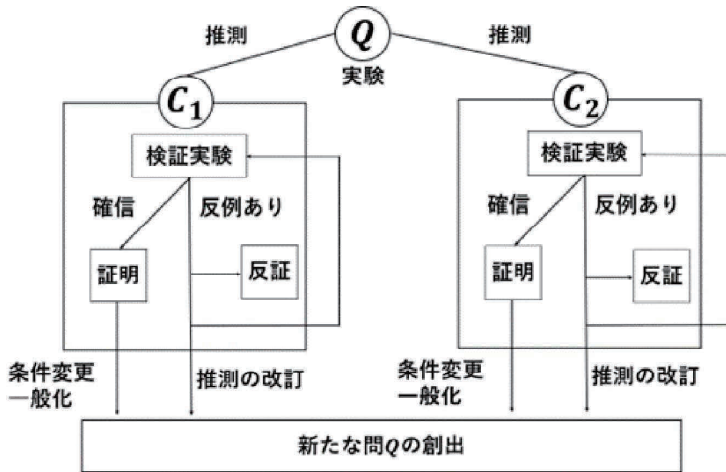 Q
推測
推測
実験
C₁
C₂
検証実験
検証実験
確信
反例あり
確信
反例あり
証明
反証
証明
反証
条件変更
一般化
推測の改訂
条件変更
一般化
推測の改訂
新たな問Qの創出